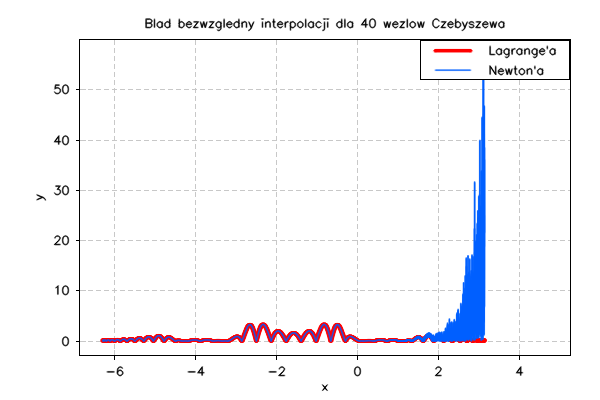 Blad bezwzgledny interpolacji dla 40 wezlow Czebyszewa
Lagrange'a
Newton'a
50
40
30
20
10
0
y
−6 −4 −2 0 2 4
x